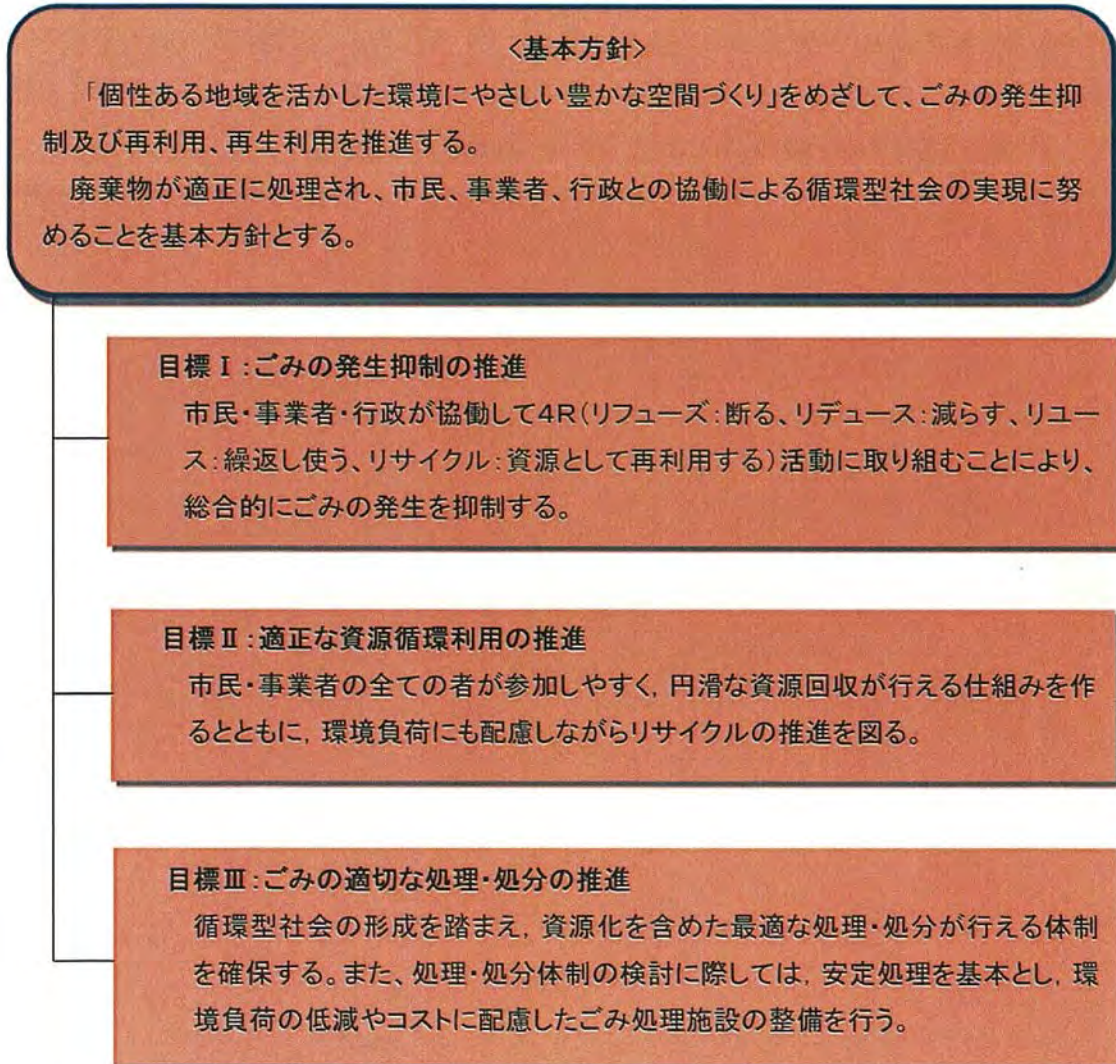 <基本方針>
「個性ある地域を活かした環境にやさしい豊かな空間づくり」をめざして、ごみの発生抑
制及び再利用、再生利用を推進する。
廃棄物が適正に処理され、市民、事業者、行政との協働による循環型社会の実現に努
めることを基本方針とする。
目標Ⅰ:ごみの発生抑制の推進
市民・事業者・行政が協働して4R(リフューズ:断る、リデュース:減らす、リユー
ス:繰返し使う、リサイクル:資源として再利用する)活動に取り組むことにより、
総合的にごみの発生を抑制する。
目標Ⅱ:適正な資源循環利用の推進
市民・事業者の全ての者が参加しやすく,円滑な資源回収が行える仕組みを作
るとともに,環境負荷にも配慮しながらリサイクルの推進を図る。
目標Ⅲ:ごみの適切な処理・処分の推進
循環型社会の形成を踏まえ,資源化を含めた最適な処理・処分が行える体制
を確保する。また、処理・処分体制の検討に際しては,安定処理を基本とし,環
境負荷の低減やコストに配慮したごみ処理施設の整備を行う。